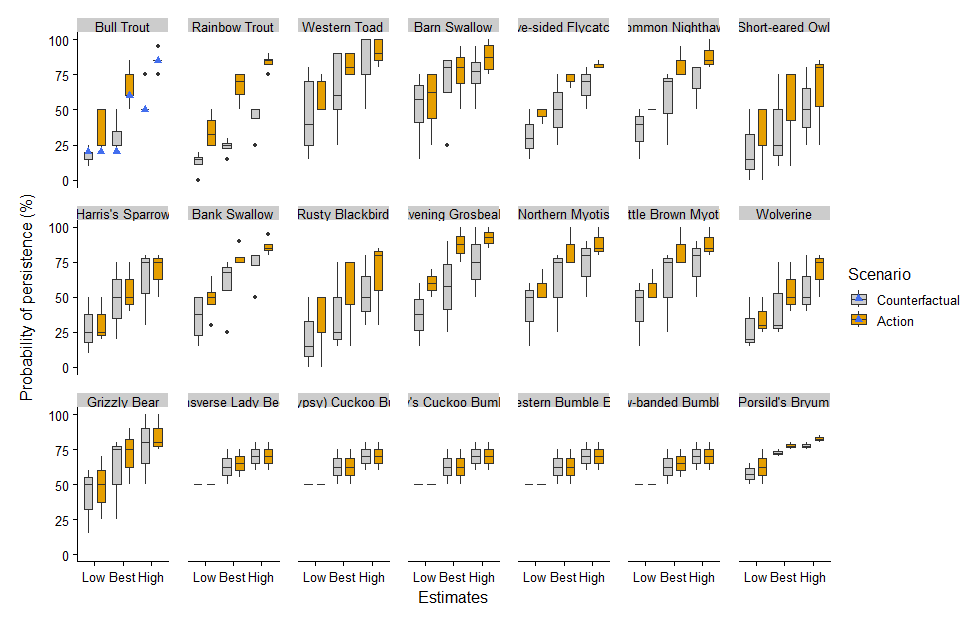 Bull Trout Rainbow Trout Western Toad Barn Swallow ve-sided Flycatc ommon Nighthaw Short-eared Owl
100
75
50
25
0
Harris's Sparrow Bank Swallow Rusty Blackbird vening Grosbeal Northern Myotis ttle Brown Myot Wolverine
100
75
50
25
0
Grizzly Bear nsverse Lady Be ypsy) Cuckoo Bu 's Cuckoo Bumb estern Bumble B w-banded Bumbl Porsild's Bryum
100
75
50
25
0
Low Best High Low Best High Low Best High Low Best High Low Best High Low Best High Low Best High
Estimates
Probability of persistence (%)
Scenario
Counterfactual
Action